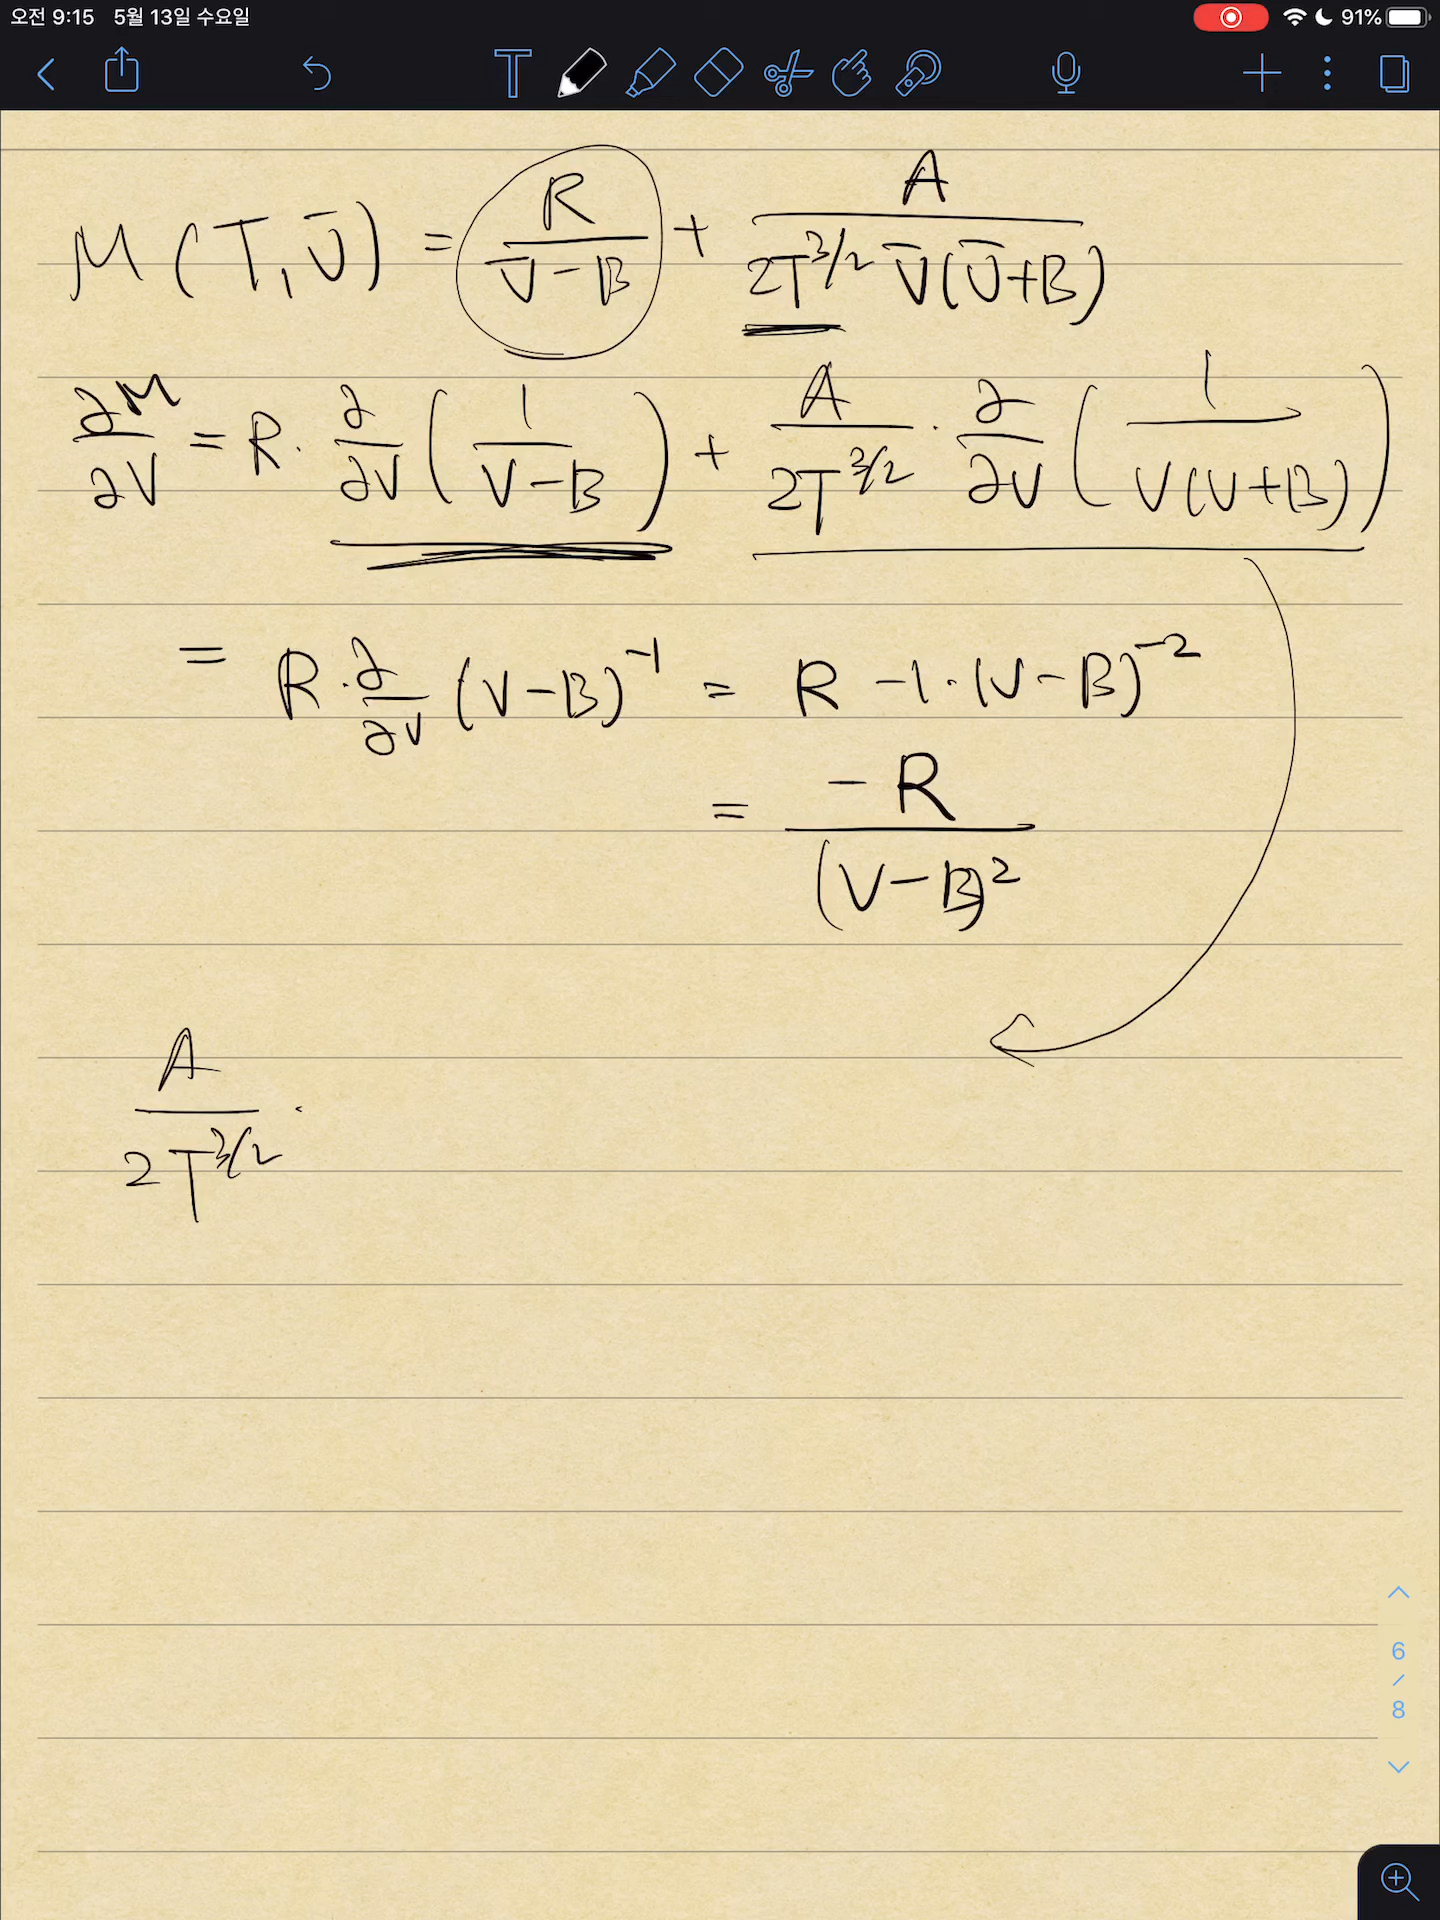 오전 9:15 5월 13일 수요일 91%
M (T, V̄) = R/(V̄-B) + A/(2T^3/2 V̄(V̄+B))
∂M/∂V = R · ∂/∂V (1/(V-B)) + A/(2T^3/2) · ∂/∂V (1/(V(V+B)))
= R · ∂/∂V (V-B)^-1 = R -1 · (V-B)^-2
= -R/(V-B)^2
A/(2T^3/2) ·
6
/
8